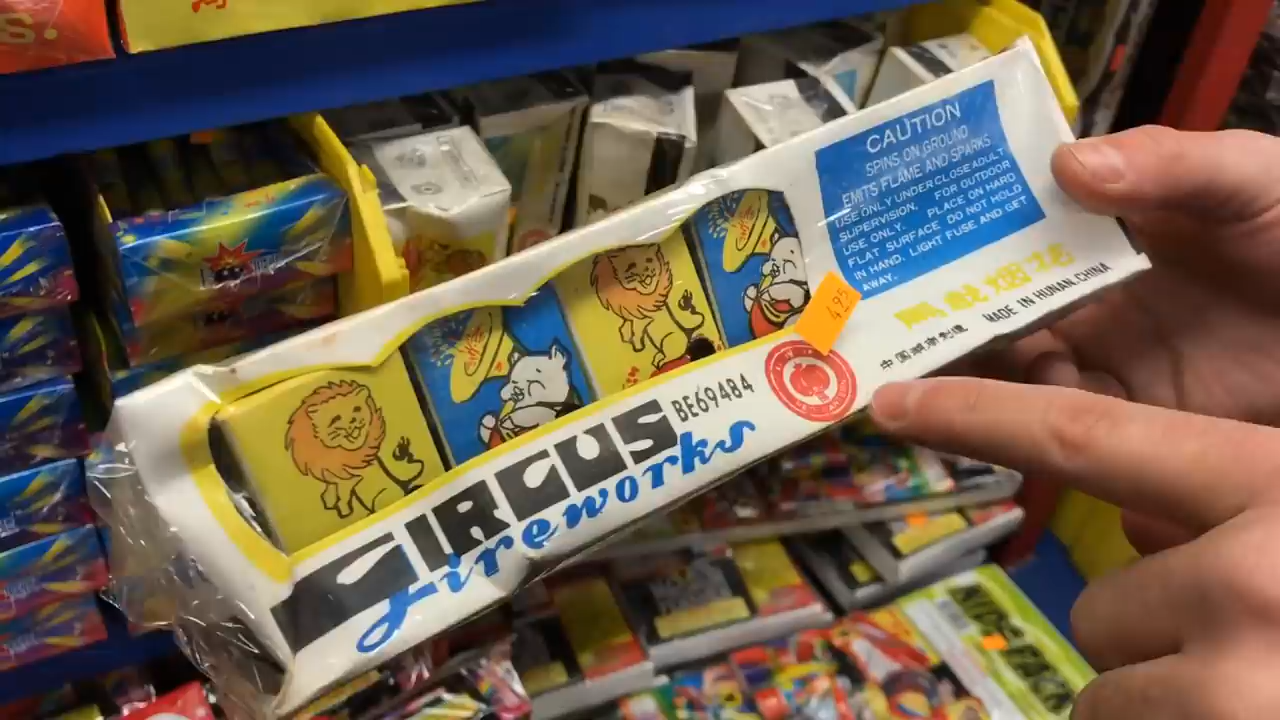 CAUTION
SPINS ON GROUND
EMITS FLAME AND SPARKS
USE ONLY UNDER CLOSE ADULT
SUPERVISION. FOR OUTDOOR
USE ONLY. PLACE ON HARD
FLAT SURFACE. DO NOT HOLD
IN HAND. LIGHT FUSE AND GET
AWAY.
4.95
MADE IN HUNAN, CHINA
BE69484
CIRCUS
fireworks